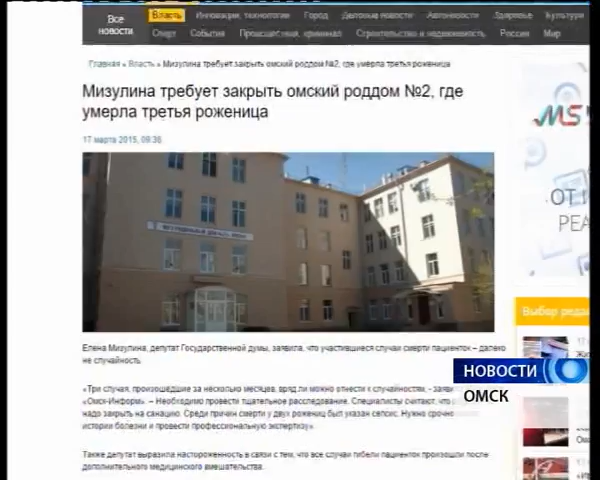 Все
новости
Власть Инновации, технологии Город Деловые новости Автоновости Здоровье Культура
Спорт События Происшествия, криминал Строительство и недвижимость Россия Мир
Главная » Власть » Мизулина требует закрыть омский роддом №2, где умерла третья роженица
Мизулина требует закрыть омский роддом №2, где
умерла третья роженица
17 марта 2015, 09:36
MS
ОТ
РЕА
Елена Мизулина, депутат Государственной думы, заявила, что участившиеся случаи смерти пациенток – далеко
не случайность.
«Три случая, произошедшие за несколько месяцев, вряд ли можно отнести к случайностям, -
«Омск-Информ». – Необходимо провести тщательное расследование. Специалисты считают, что
надо закрыть на санацию. Среди причин смерти у двух рожениц был указан сепсис. Нужно срочно
истории болезни и провести профессиональную экспертизу».
Также депутат выразила настороженность в связи с тем, что все случаи гибели пациенток произошли после
дополнительного медицинского вмешательства.
Выбор реда
НОВОСТИ
ОМСК